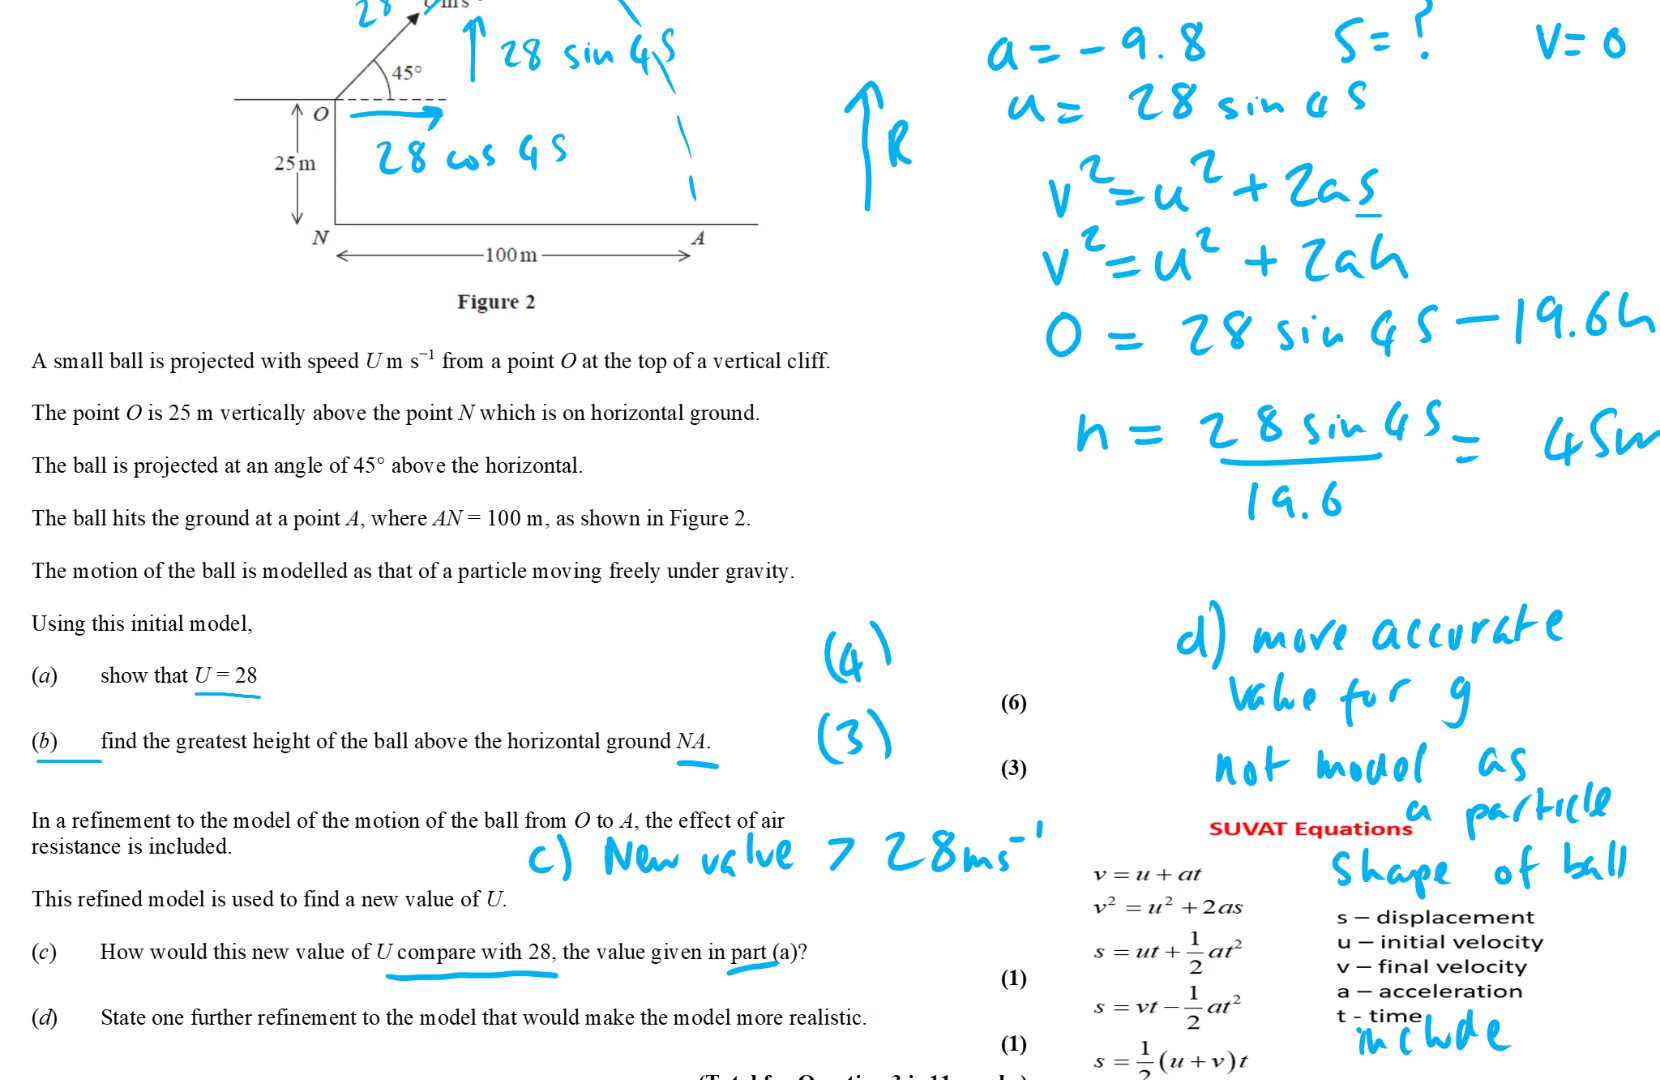 28 U m s⁻¹
28 sin 45
45°
O
28 cos 45
25 m
N
A
100 m
Figure 2
R
a = - 9.8 S = ? V = 0
u = 28 sin 45
v² = u² + 2as
v² = u² + 2ah
0 = 28 sin 45 - 19.6h
h = 28 sin 45 = 45m
19.6
A small ball is projected with speed U m s⁻¹ from a point O at the top of a vertical cliff.
The point O is 25 m vertically above the point N which is on horizontal ground.
The ball is projected at an angle of 45° above the horizontal.
The ball hits the ground at a point A, where AN = 100 m, as shown in Figure 2.
The motion of the ball is modelled as that of a particle moving freely under gravity.
Using this initial model,
(a) show that U = 28
(4)
(6)
(b) find the greatest height of the ball above the horizontal ground NA.
(3)
(3)
In a refinement to the model of the motion of the ball from O to A, the effect of air
resistance is included.
c) New value > 28ms⁻¹
This refined model is used to find a new value of U.
(c) How would this new value of U compare with 28, the value given in part (a)?
(1)
(d) State one further refinement to the model that would make the model more realistic.
(1)
d) more accurate
value for g
not model as
a particle
shape of ball
include
SUVAT Equations
v = u + at
v² = u² + 2as
s = ut + 1/2 at²
s = vt − 1/2 at²
s = 1/2 (u + v)t
s – displacement
u – initial velocity
v – final velocity
a – acceleration
t - time